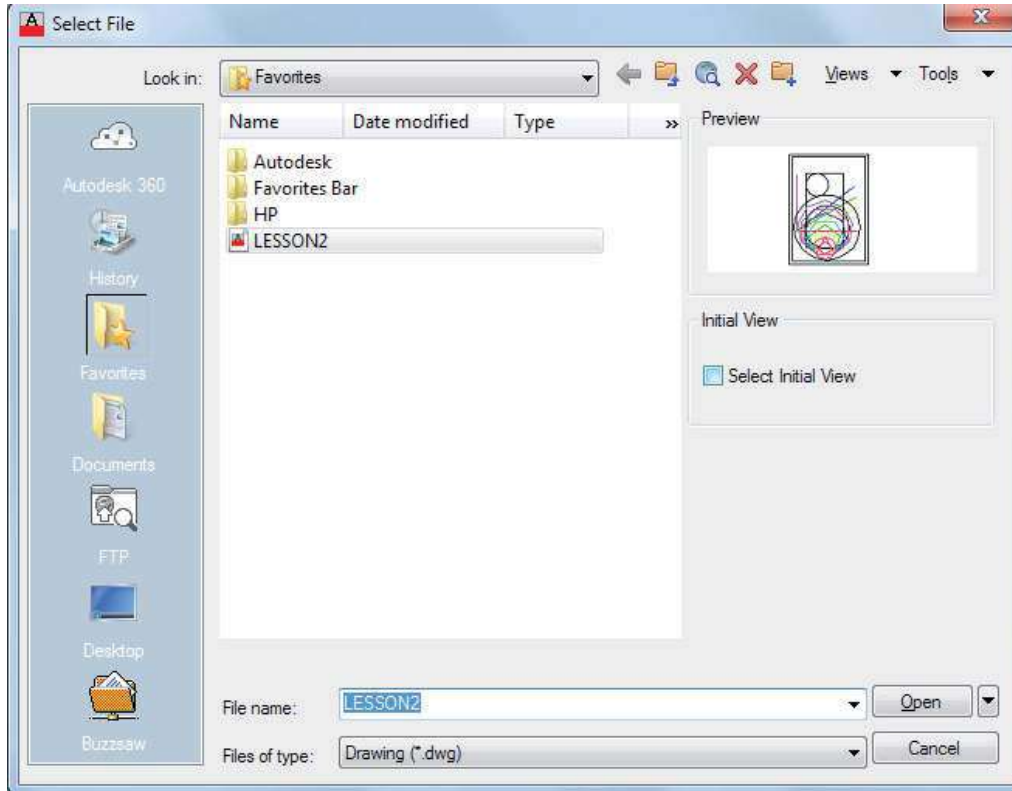 Select File
Look in: Favorites Views Tools
Name Date modified Type » Preview
Autodesk 360
History
Favorites
Documents
FTP
Desktop
Buzzsaw
Autodesk
Favorites Bar
HP
LESSON2
Initial View
Select Initial View
File name: LESSON2 Open
Files of type: Drawing (*.dwg) Cancel